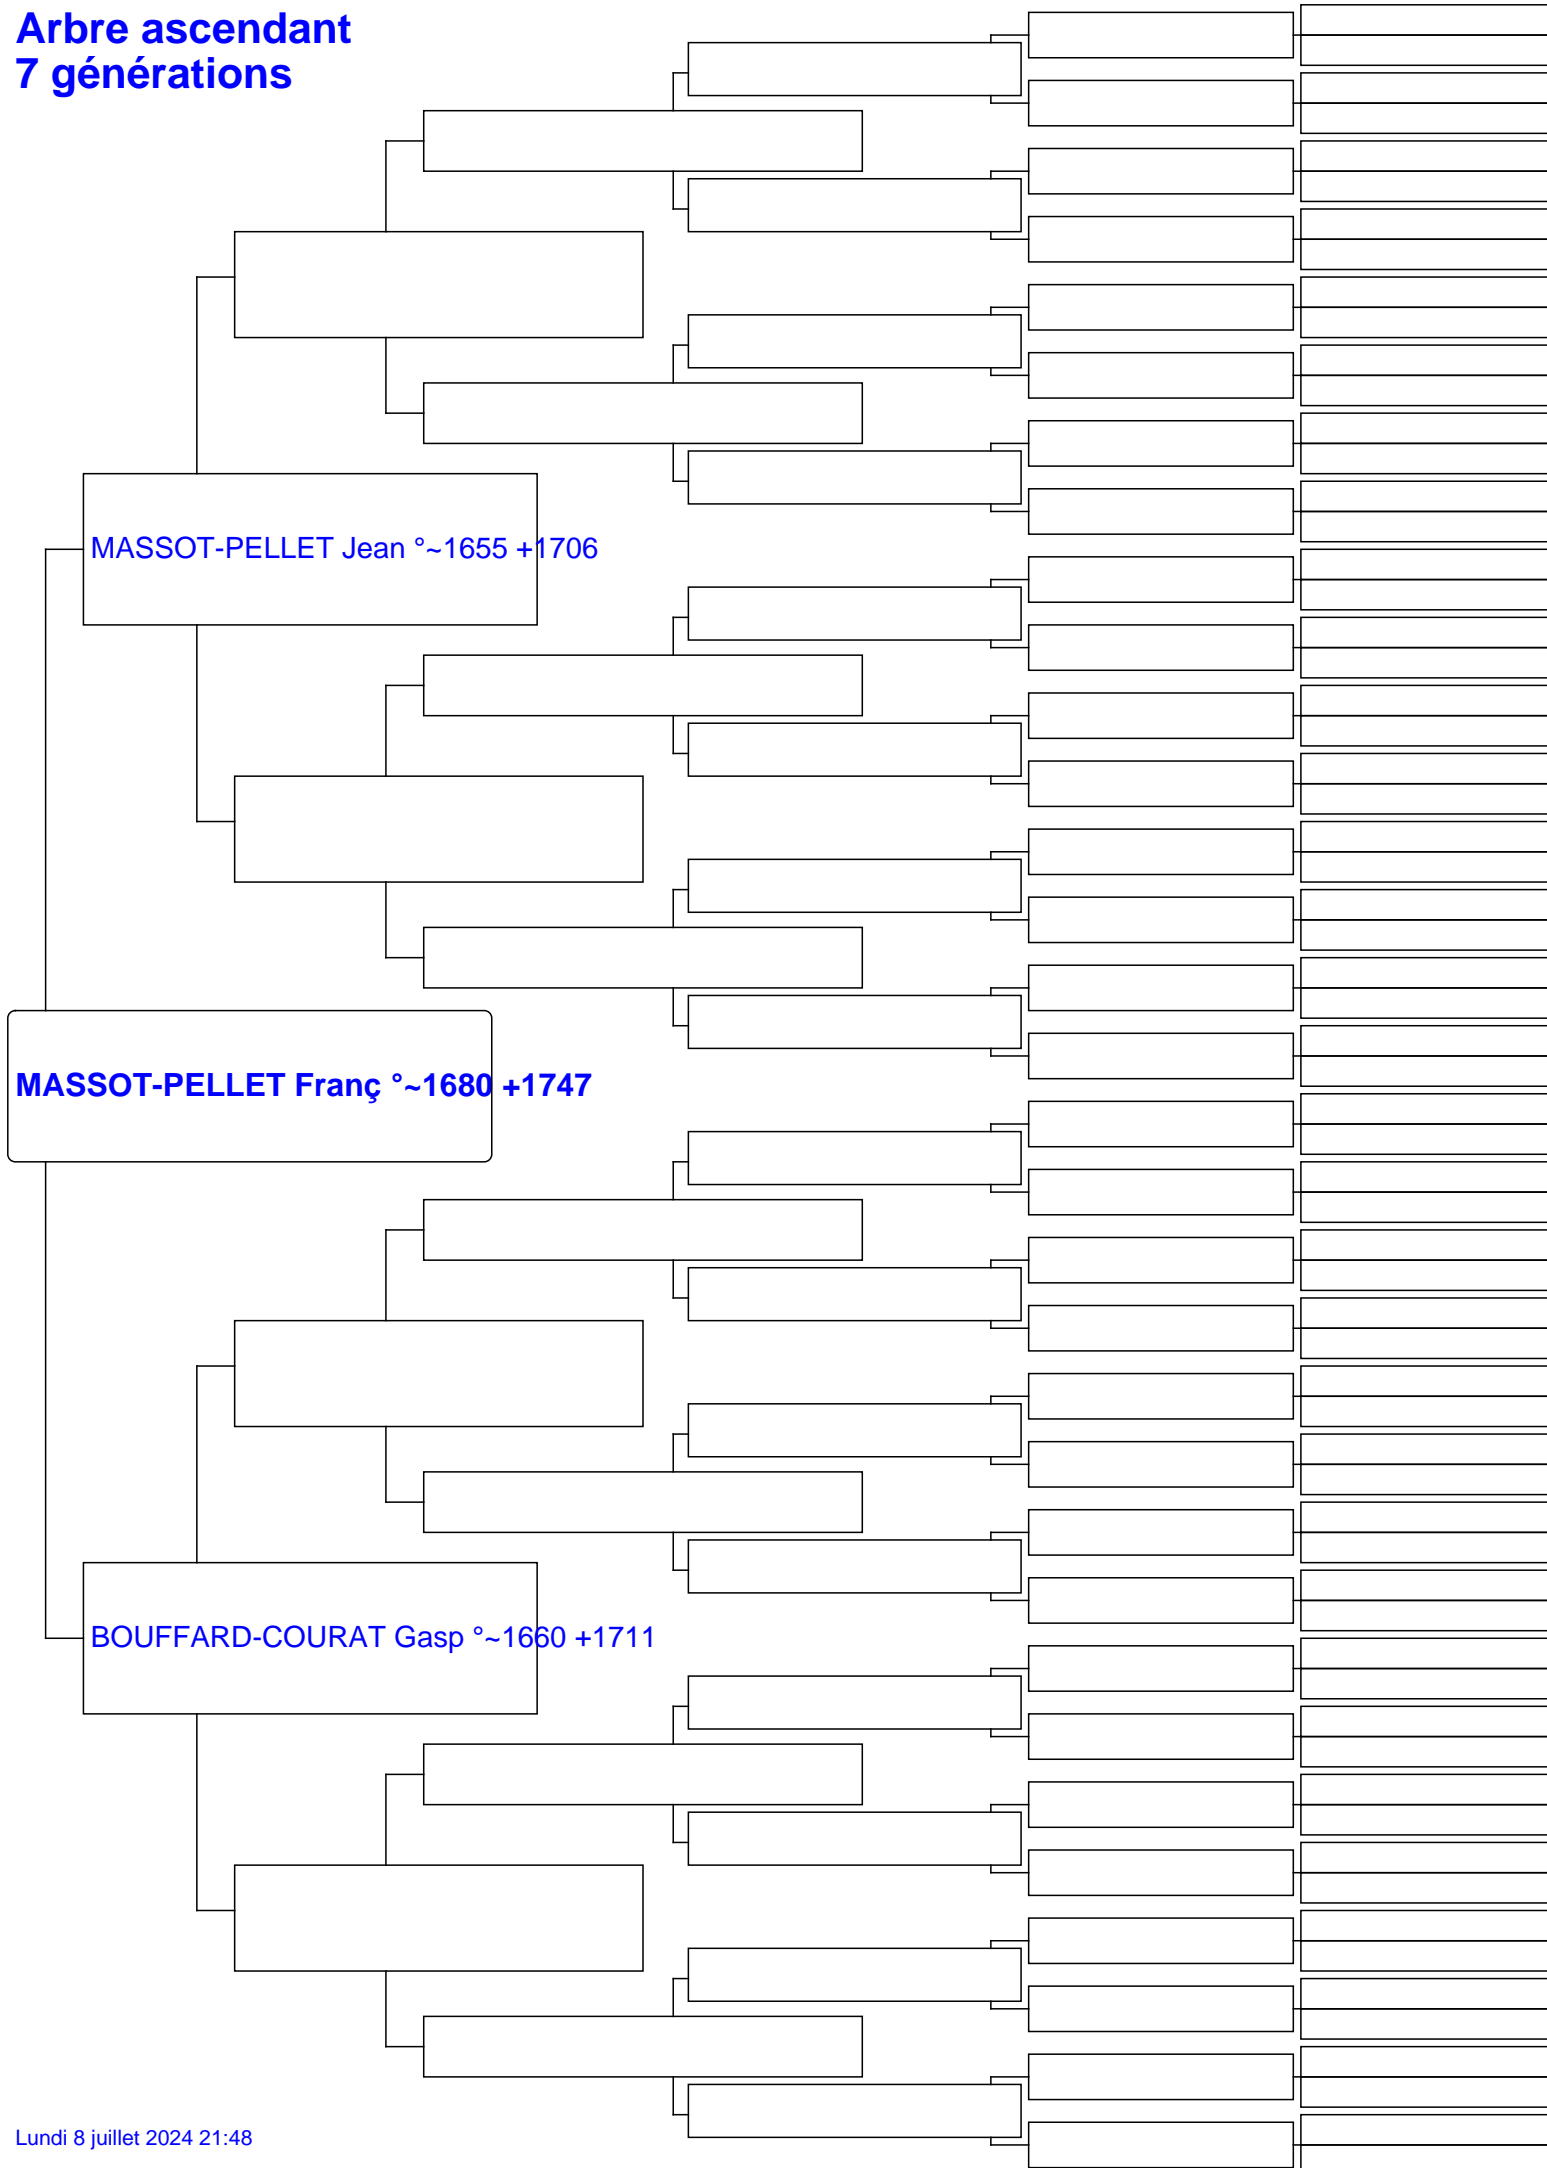 Arbre ascendant
7 générations
MASSOT-PELLET Jean °~1655 +1706
MASSOT-PELLET Franç °~1680 +1747
BOUFFARD-COURAT Gasp °~1660 +1711
Lundi 8 juillet 2024 21:48